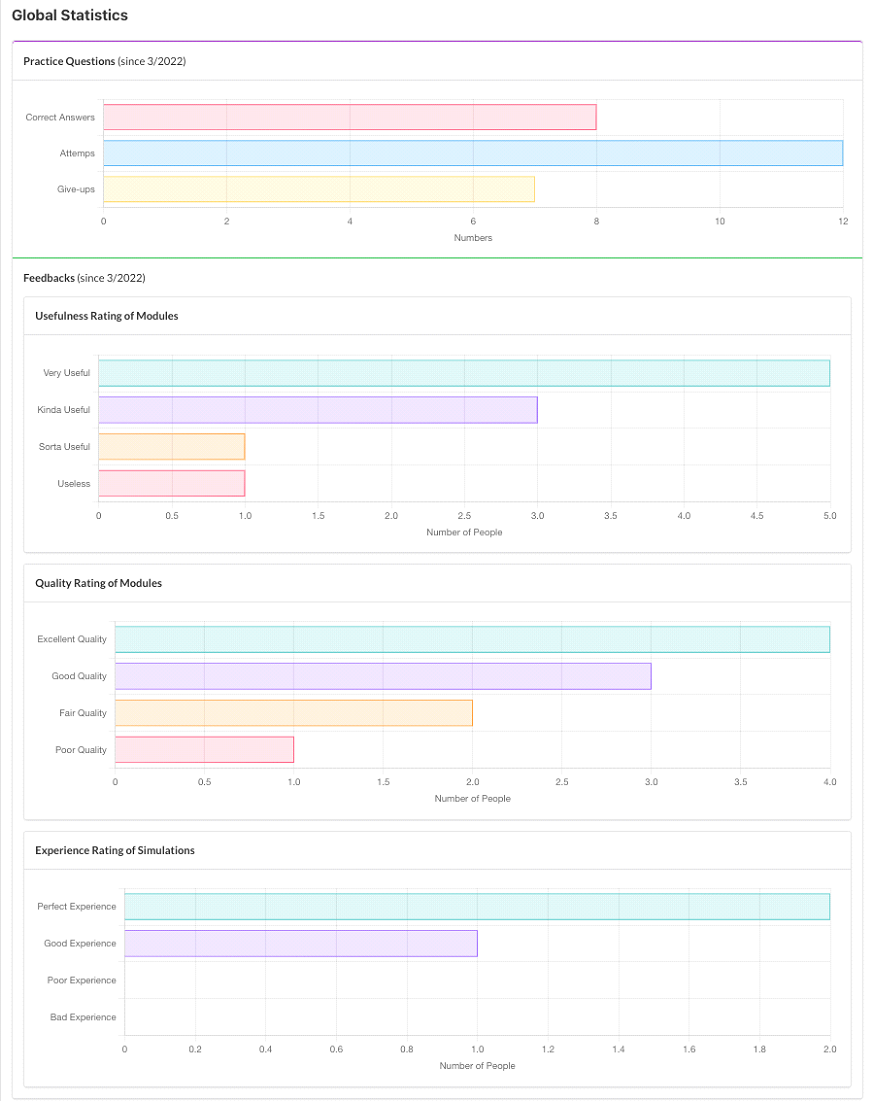 Global Statistics
Practice Questions (since 3/2022)
Correct Answers
Attemps
Give-ups
0 2 4 6 8 10 12
Numbers
Feedbacks (since 3/2022)
Usefulness Rating of Modules
Very Useful
Kinda Useful
Sorta Useful
Useless
0 0.5 1.0 1.5 2.0 2.5 3.0 3.5 4.0 4.5 5.0
Number of People
Quality Rating of Modules
Excellent Quality
Good Quality
Fair Quality
Poor Quality
0 0.5 1.0 1.5 2.0 2.5 3.0 3.5 4.0
Number of People
Experience Rating of Simulations
Perfect Experience
Good Experience
Poor Experience
Bad Experience
0 0.2 0.4 0.6 0.8 1.0 1.2 1.4 1.6 1.8 2.0
Number of People